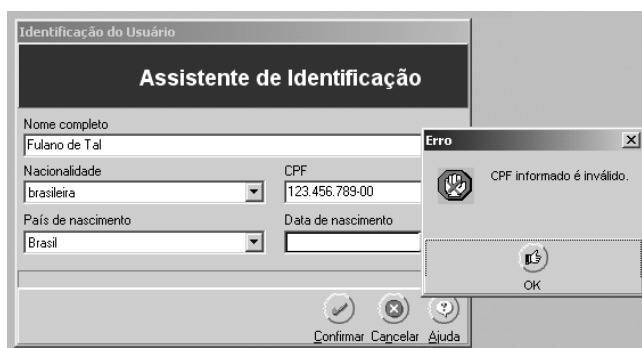 Identificação do Usuário
Assistente de Identificação
Nome completo
Fulano de Tal
Nacionalidade
CPF
brasileira
123.456.789-00
País de nascimento
Data de nascimento
Brasil
Confirmar Cancelar Ajuda
Erro
CPF informado é inválido.
OK